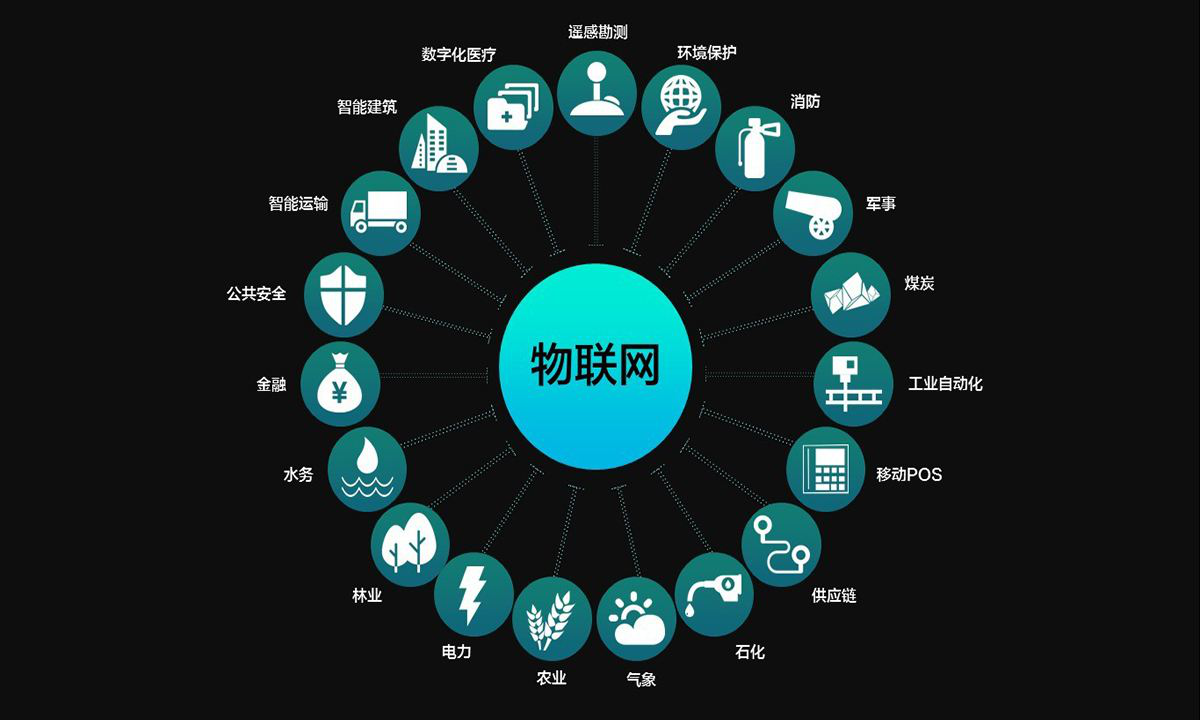 遥感勘测
数字化医疗
环境保护
智能建筑
消防
智能运输
军事
公共安全
煤炭
物联网
金融
工业自动化
¥
水务
移动POS
林业
供应链
电力
石化
农业
气象